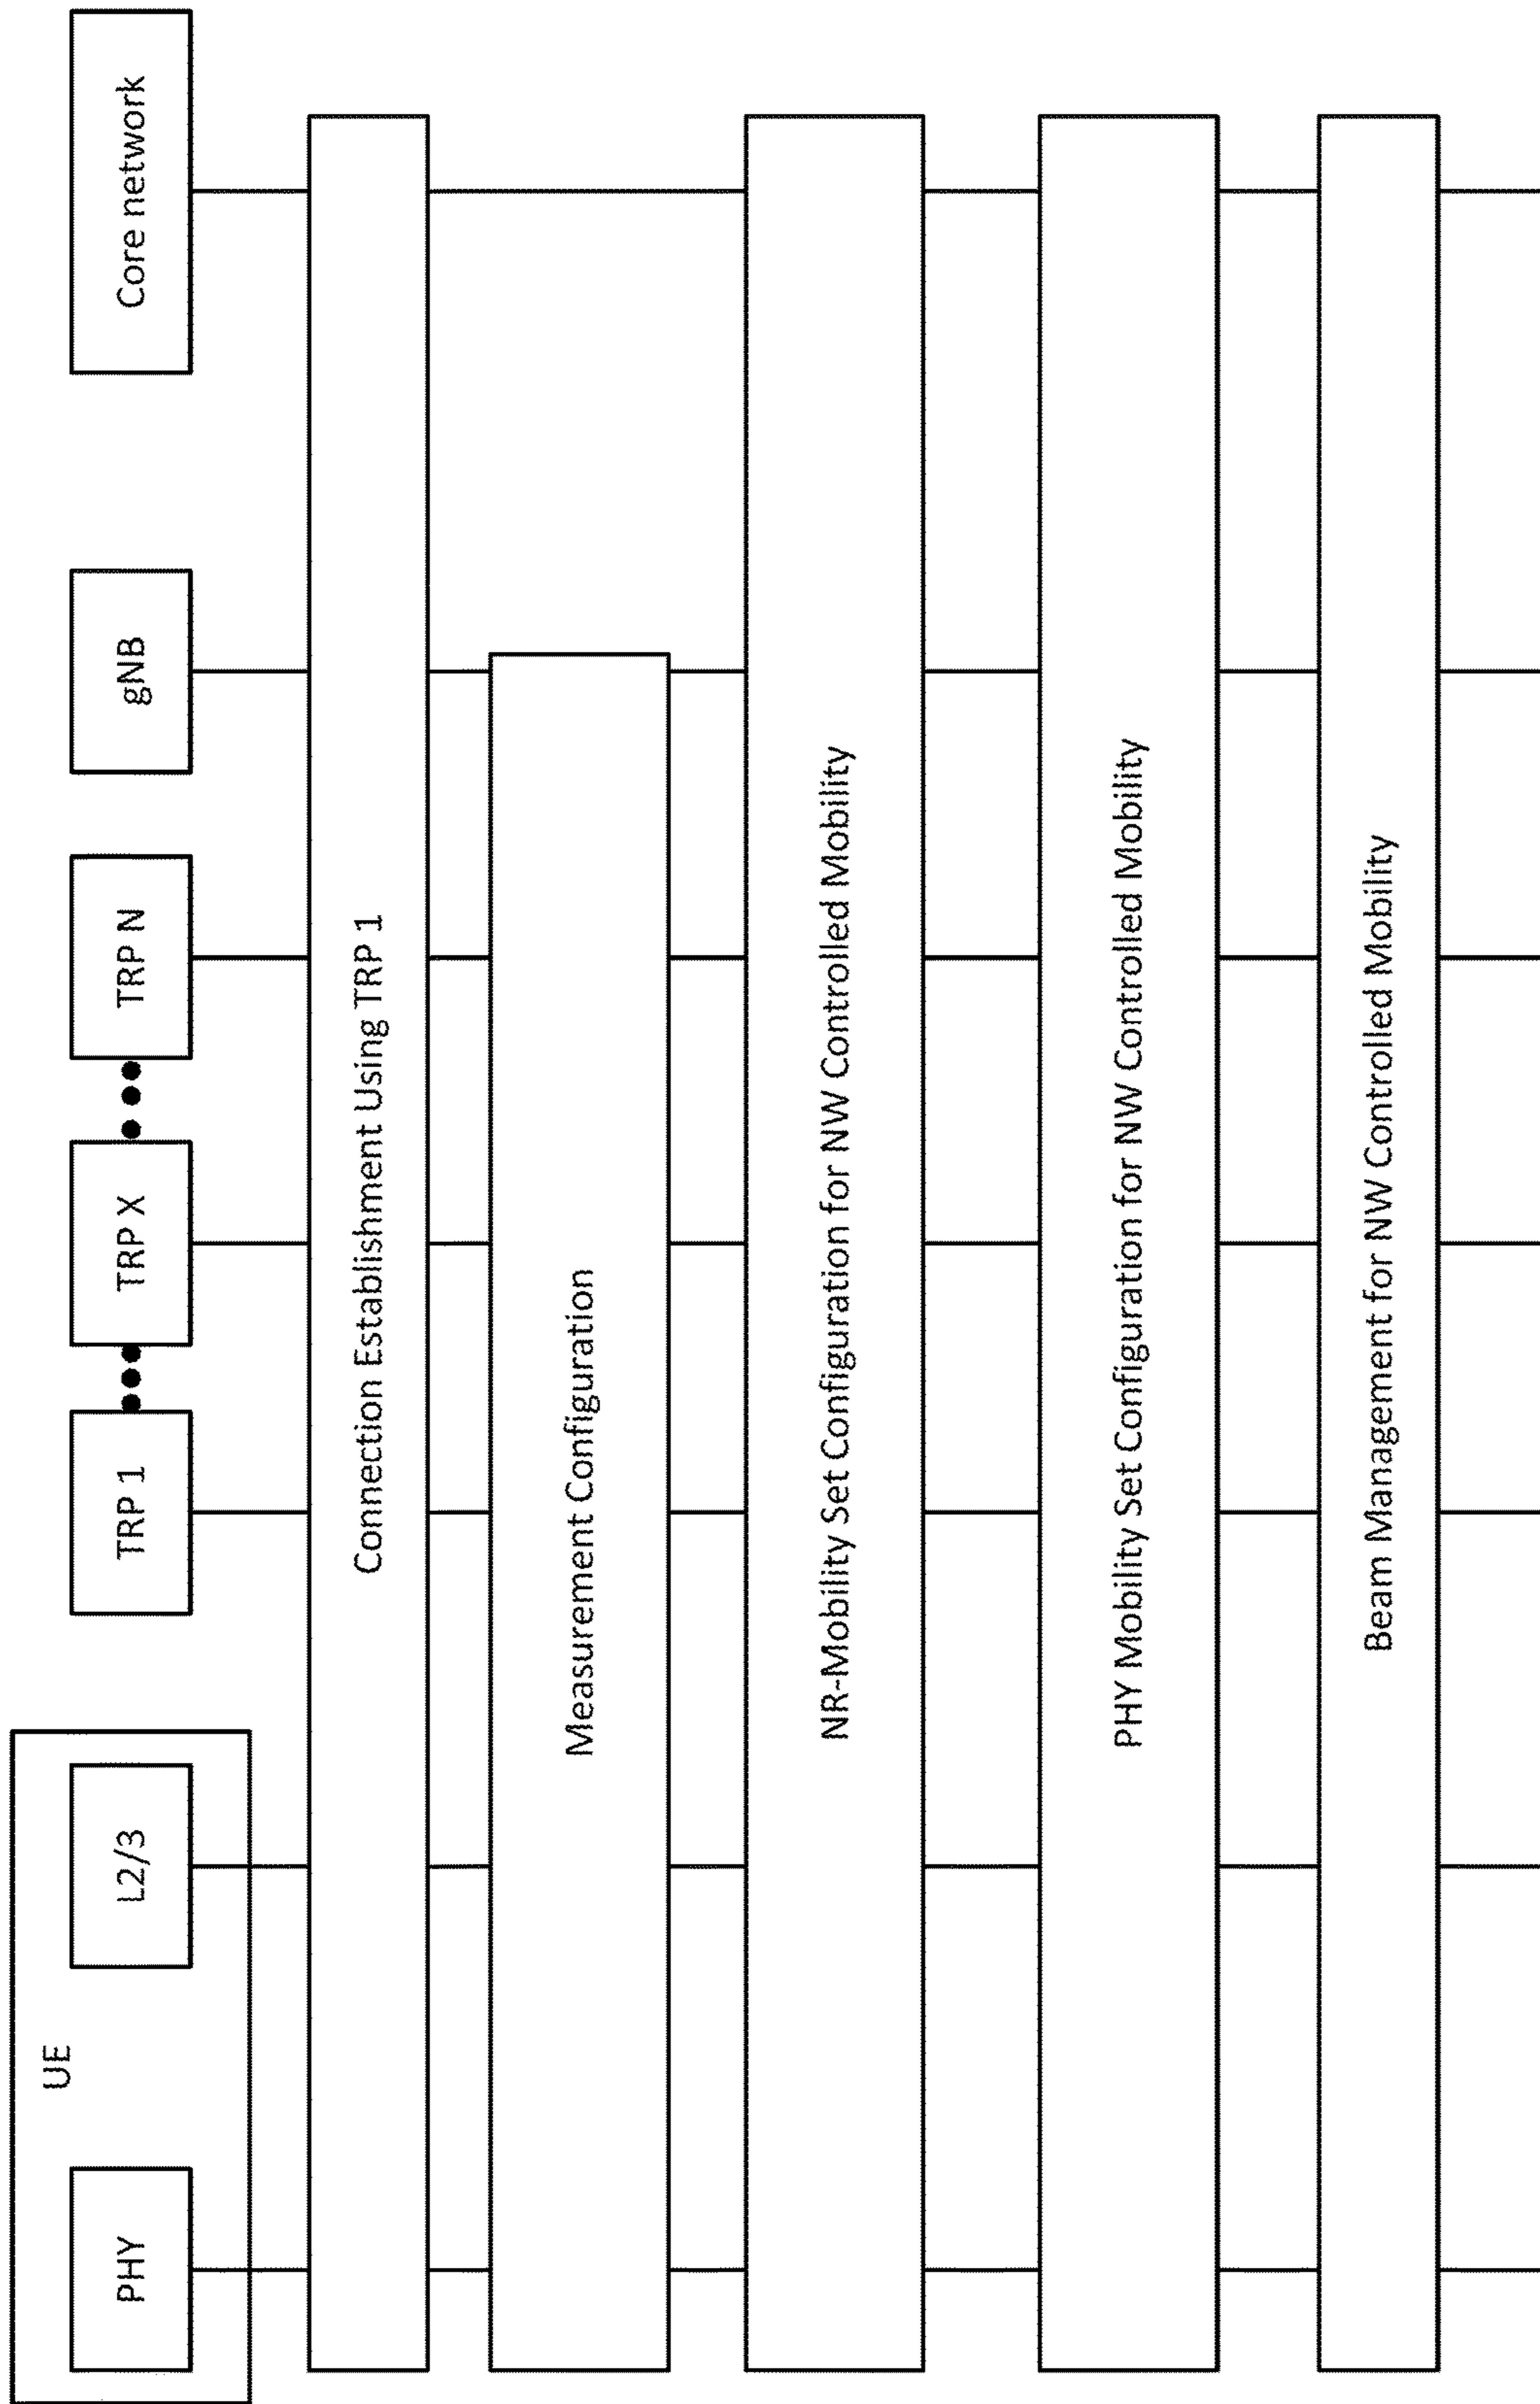 UE
PHY
L2/3
TRP 1
TRP X
TRP N
gNB
Core network
Connection Establishment Using TRP 1
Measurement Configuration
NR-Mobility Set Configuration for NW Controlled Mobility
PHY Mobility Set Configuration for NW Controlled Mobility
Beam Management for NW Controlled Mobility